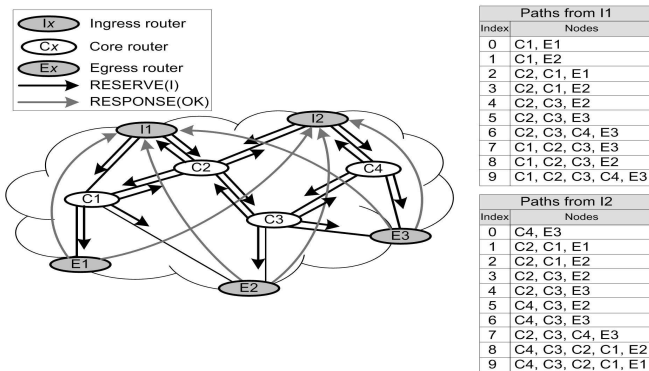 Ix Ingress router
Cx Core router
Ex Egress router
RESERVE(I)
RESPONSE(OK)
I1
I2
C2
C4
C1
C3
E1
E2
E3
Paths from I1
Index Nodes
0 C1, E1
1 C1, E2
2 C2, C1, E1
3 C2, C1, E2
4 C2, C3, E2
5 C2, C3, E3
6 C2, C3, C4, E3
7 C1, C2, C3, E3
8 C1, C2, C3, E2
9 C1, C2, C3, C4, E3
Paths from I2
Index Nodes
0 C4, E3
1 C2, C1, E1
2 C2, C1, E2
3 C2, C3, E2
4 C2, C3, E3
5 C4, C3, E2
6 C4, C3, E3
7 C2, C3, C4, E3
8 C4, C3, C2, C1, E2
9 C4, C3, C2, C1, E1